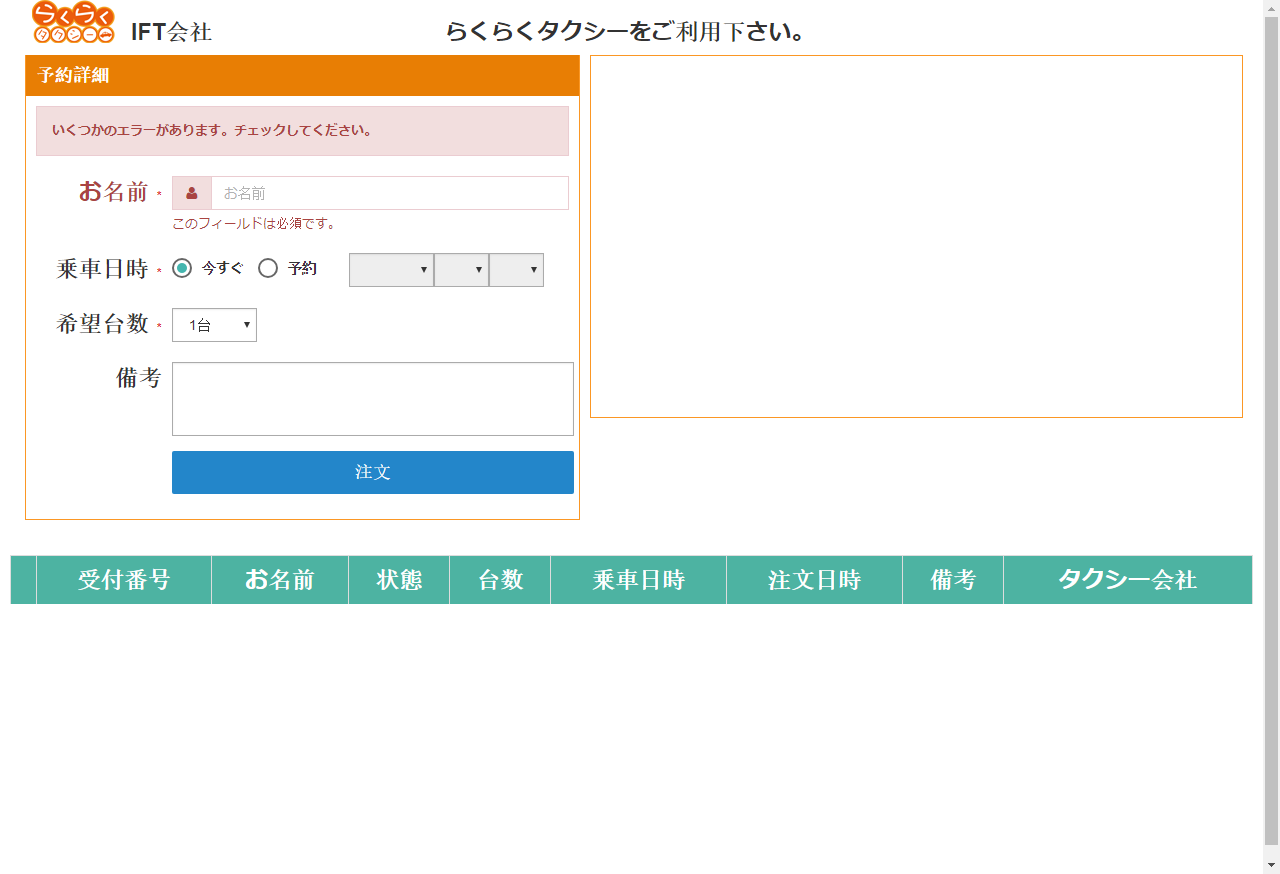 らくらく
タクシー
IFT会社
らくらくタクシーをご利用下さい。
予約詳細
いくつかのエラーがあります。チェックしてください。
お名前 *
お名前
このフィールドは必須です。
乗車日時 * 今すぐ 予約
希望台数 * 1台
備考
注文
受付番号 お名前 状態 台数 乗車日時 注文日時 備考 タクシー会社